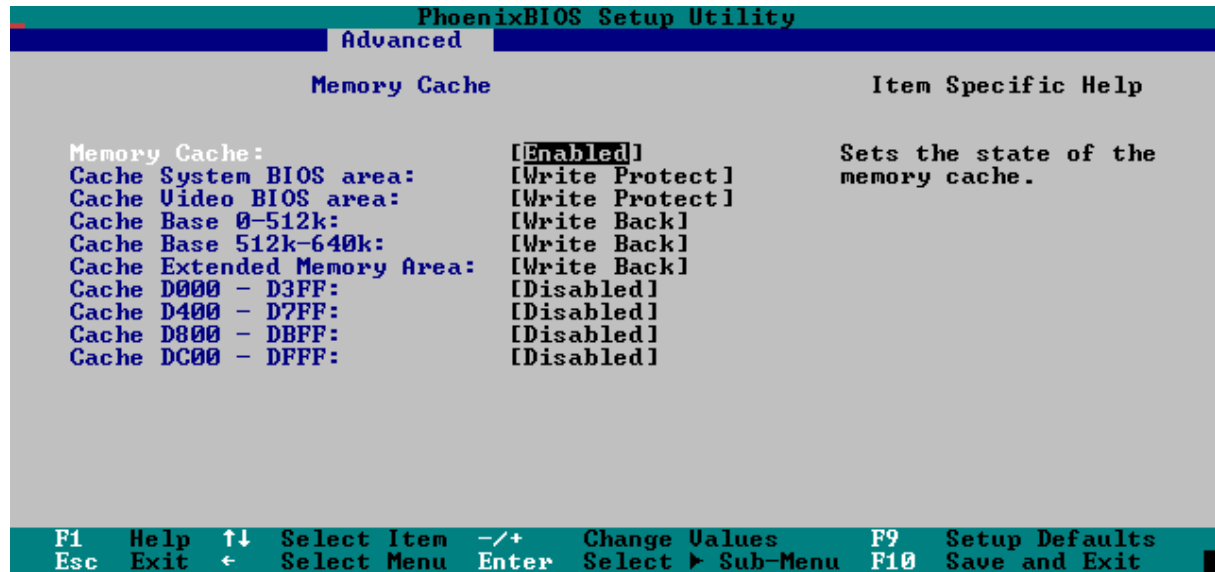 PhoenixBIOS Setup Utility
Advanced
Memory Cache
Item Specific Help
Memory Cache: [Enabled]
Cache System BIOS area: [Write Protect]
Cache Video BIOS area: [Write Protect]
Cache Base 0-512k: [Write Back]
Cache Base 512k-640k: [Write Back]
Cache Extended Memory Area: [Write Back]
Cache D000 - D3FF: [Disabled]
Cache D400 - D7FF: [Disabled]
Cache D800 - DBFF: [Disabled]
Cache DC00 - DFFF: [Disabled]
Sets the state of the
memory cache.
F1 Help ↑↓ Select Item -/+ Change Values F9 Setup Defaults
Esc Exit ← Select Menu Enter Select ► Sub-Menu F10 Save and Exit